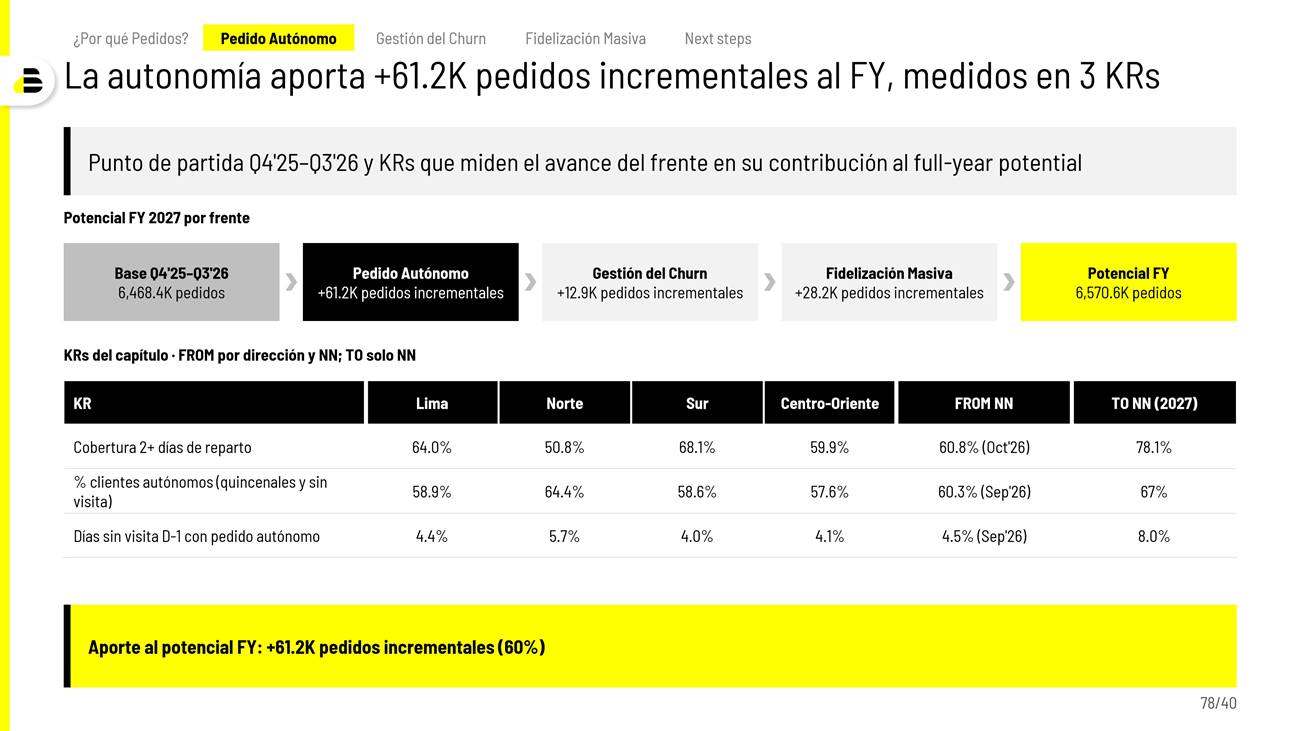 ¿Por qué Pedidos? Pedido Autónomo Gestión del Churn Fidelización Masiva Next steps
La autonomía aporta +61.2K pedidos incrementales al FY, medidos en 3 KRs
Punto de partida Q4'25–Q3'26 y KRs que miden el avance del frente en su contribución al full-year potential
Potencial FY 2027 por frente
Base Q4'25–Q3'26
6,468.4K pedidos
Pedido Autónomo
+61.2K pedidos incrementales
Gestión del Churn
+12.9K pedidos incrementales
Fidelización Masiva
+28.2K pedidos incrementales
Potencial FY
6,570.6K pedidos
KRs del capítulo · FROM por dirección y NN; TO solo NN
KR Lima Norte Sur Centro-Oriente FROM NN TO NN (2027)
Cobertura 2+ días de reparto 64.0% 50.8% 68.1% 59.9% 60.8% (Oct'26) 78.1%
% clientes autónomos (quincenales y sin
visita) 58.9% 64.4% 58.6% 57.6% 60.3% (Sep'26) 67%
Días sin visita D-1 con pedido autónomo 4.4% 5.7% 4.0% 4.1% 4.5% (Sep'26) 8.0%
Aporte al potencial FY: +61.2K pedidos incrementales (60%)
78/40